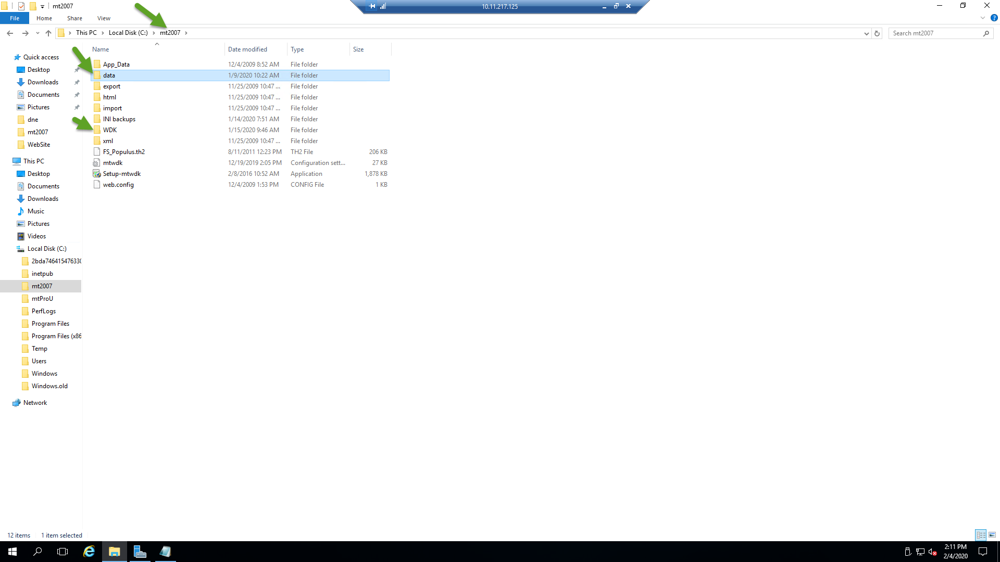 mt2007
10.11.217.125
File Home Share View
This PC Local Disk (C:) mt2007
Search mt2007
Name Date modified Type Size
Quick access
Desktop
Downloads
Documents
Pictures
dne
mt2007
WebSite
This PC
Desktop
Documents
Downloads
Music
Pictures
Videos
Local Disk (C:)
2bda74641547633(
inetpub
mt2007
mtProU
PerfLogs
Program Files
Program Files (x86
Temp
Users
Windows
Windows.old
Network
App_Data 12/4/2009 8:52 AM File folder
data 1/9/2020 10:22 AM File folder
export 11/25/2009 10:47 ... File folder
html 11/25/2009 10:47 ... File folder
import 11/25/2009 10:47 ... File folder
INI backups 1/14/2020 7:51 AM File folder
WDK 1/15/2020 9:46 AM File folder
xml 11/25/2009 10:47 ... File folder
FS_Populus.th2 8/11/2011 12:23 PM TH2 File 206 KB
mtwdk 12/19/2019 2:05 PM Configuration sett... 27 KB
Setup-mtwdk 2/8/2016 10:52 AM Application 1,878 KB
web.config 12/4/2009 1:53 PM CONFIG File 1 KB
12 items 1 item selected
2:11 PM
2/4/2020